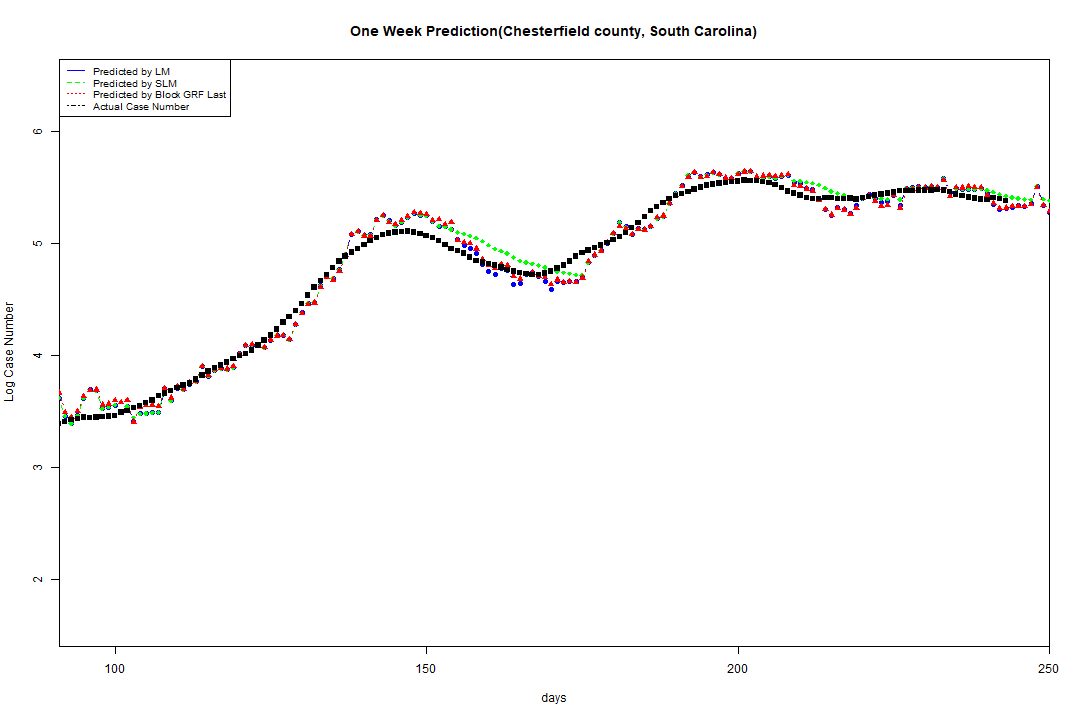 One Week Prediction(Chesterfield county, South Carolina)
Predicted by LM
Predicted by SLM
Predicted by Block GRF Last
Actual Case Number
6
5
4
3
2
Log Case Number
100 150 200 250
days